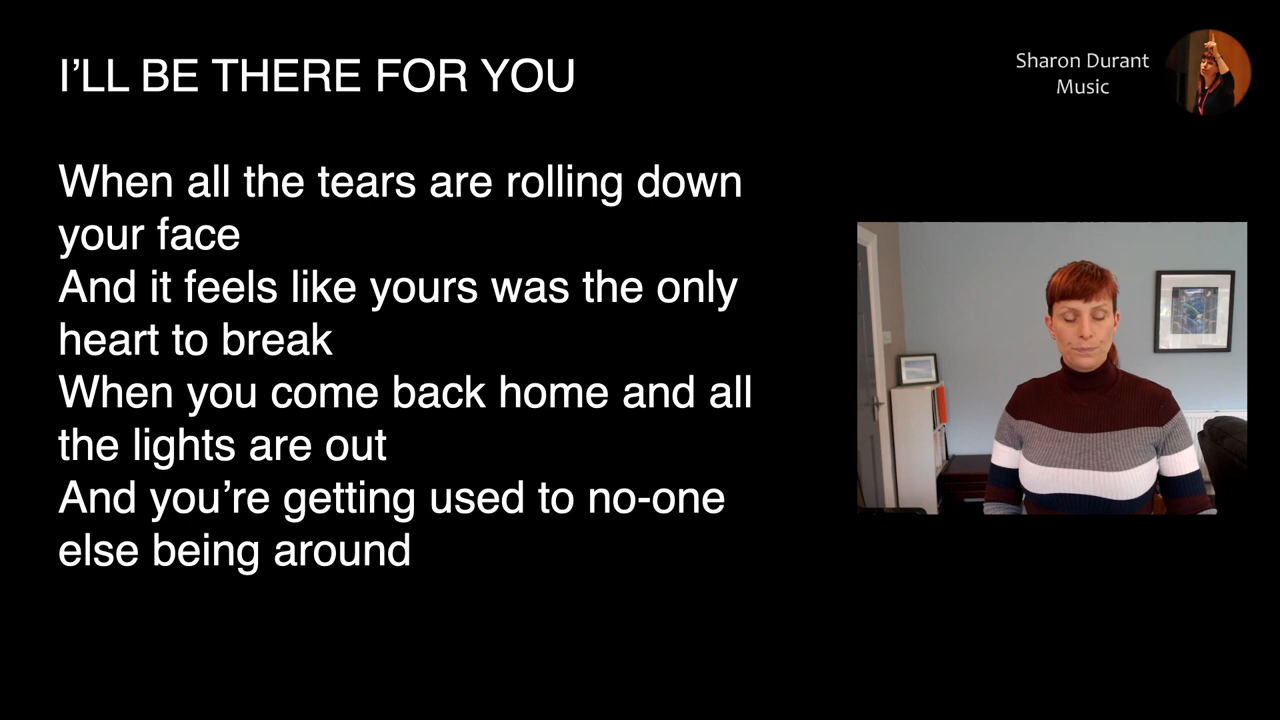 I’LL BE THERE FOR YOU
Sharon Durant
Music
When all the tears are rolling down
your face
And it feels like yours was the only
heart to break
When you come back home and all
the lights are out
And you’re getting used to no-one
else being around